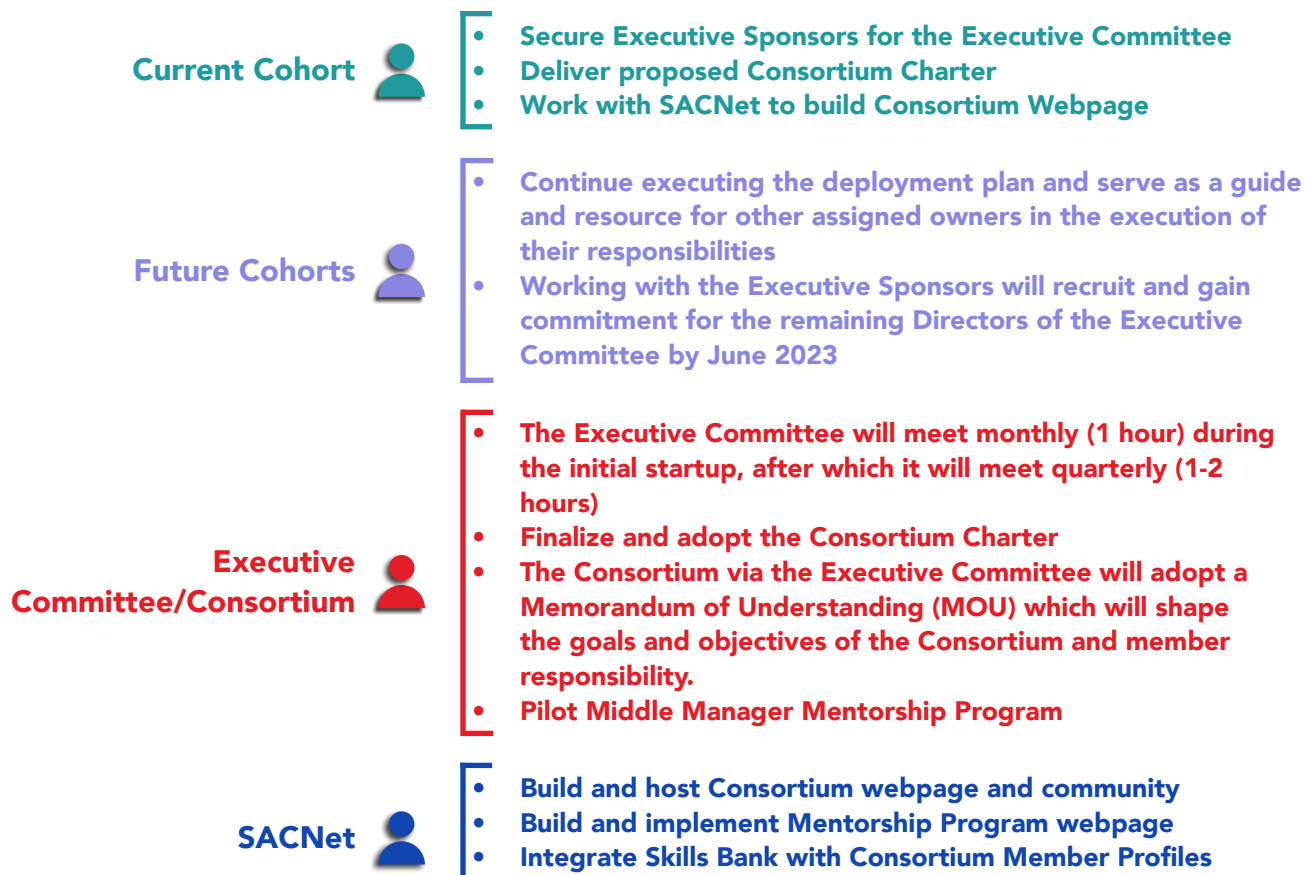 Current Cohort
• Secure Executive Sponsors for the Executive Committee
• Deliver proposed Consortium Charter
• Work with SACNet to build Consortium Webpage
Future Cohorts
• Continue executing the deployment plan and serve as a guide
and resource for other assigned owners in the execution of
their responsibilities
• Working with the Executive Sponsors will recruit and gain
commitment for the remaining Directors of the Executive
Committee by June 2023
Executive
Committee/Consortium
• The Executive Committee will meet monthly (1 hour) during
the initial startup, after which it will meet quarterly (1-2
hours)
• Finalize and adopt the Consortium Charter
• The Consortium via the Executive Committee will adopt a
Memorandum of Understanding (MOU) which will shape
the goals and objectives of the Consortium and member
responsibility.
• Pilot Middle Manager Mentorship Program
SACNet
• Build and host Consortium webpage and community
• Build and implement Mentorship Program webpage
• Integrate Skills Bank with Consortium Member Profiles